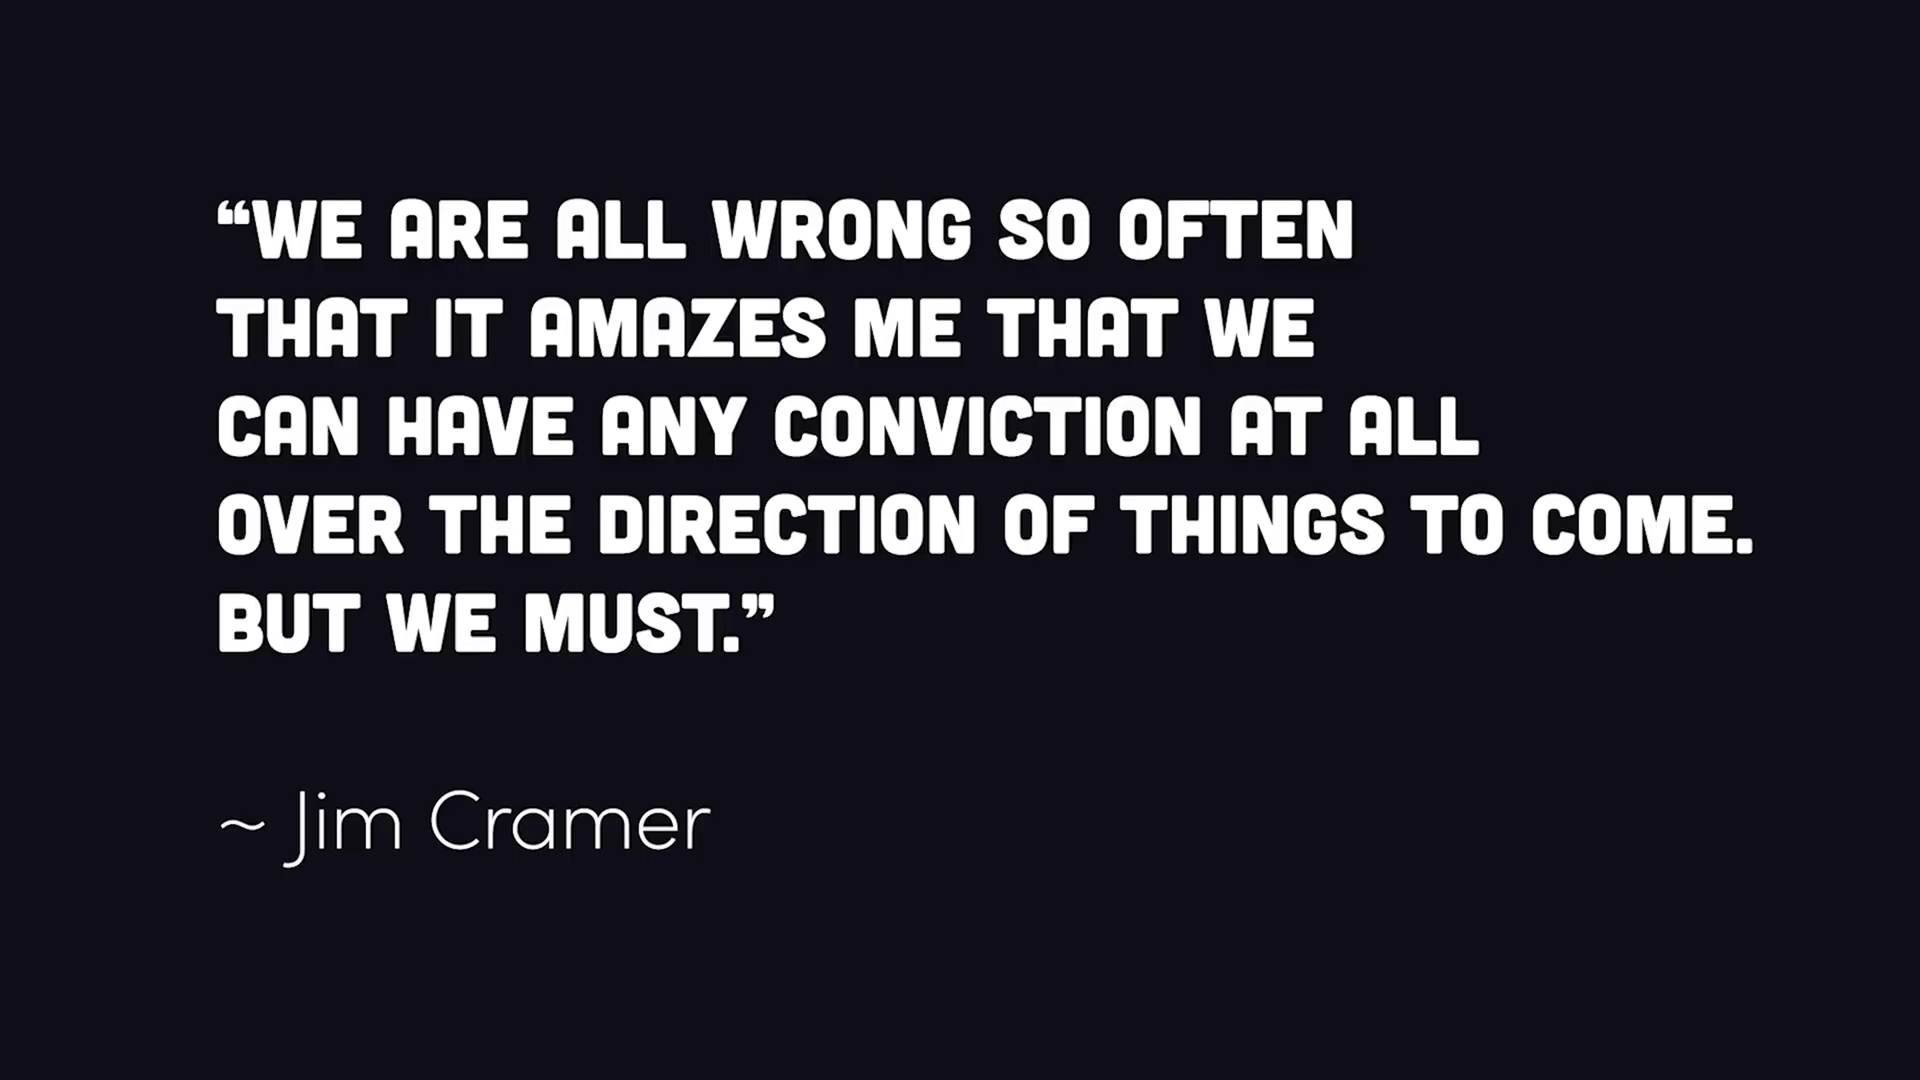 “WE ARE ALL WRONG SO OFTEN
THAT IT AMAZES ME THAT WE
CAN HAVE ANY CONVICTION AT ALL
OVER THE DIRECTION OF THINGS TO COME.
BUT WE MUST.”
~ Jim Cramer